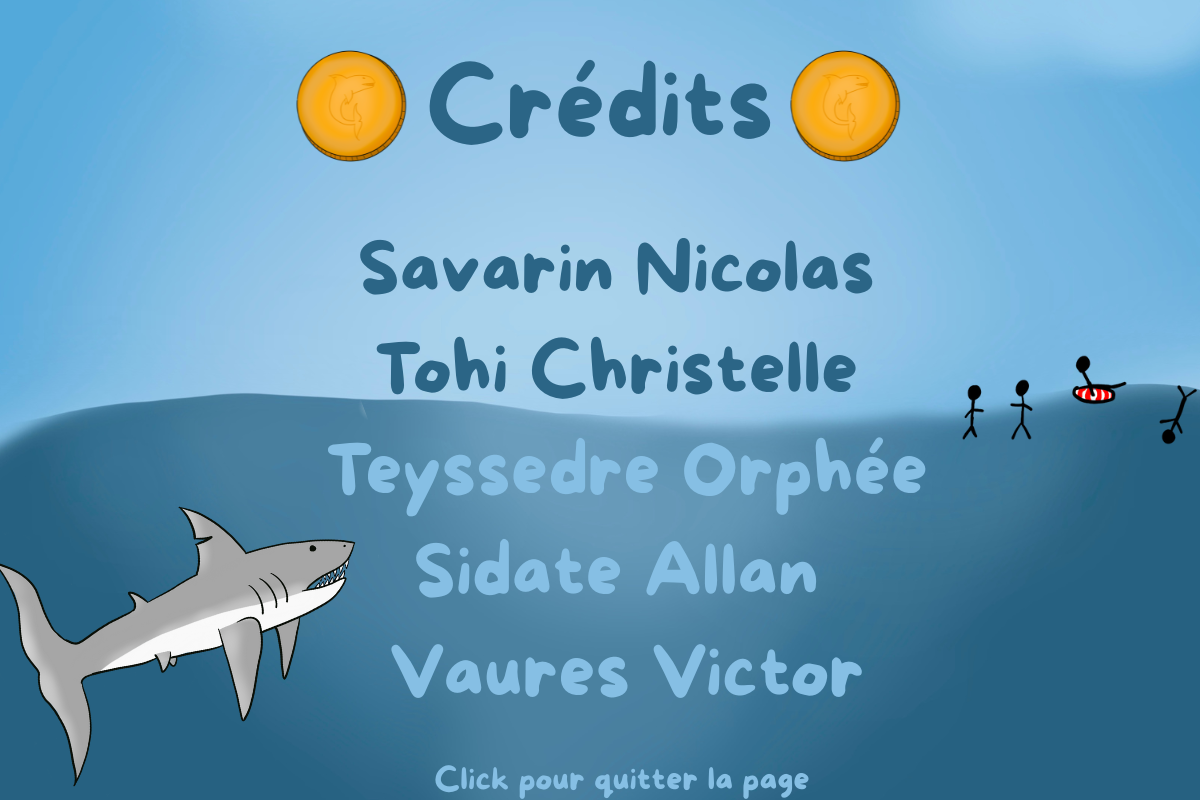 Crédits
Savarin Nicolas
Tohi Christelle
Teyssedre Orphée
Sidate Allan
Vaures Victor
Click pour quitter la page